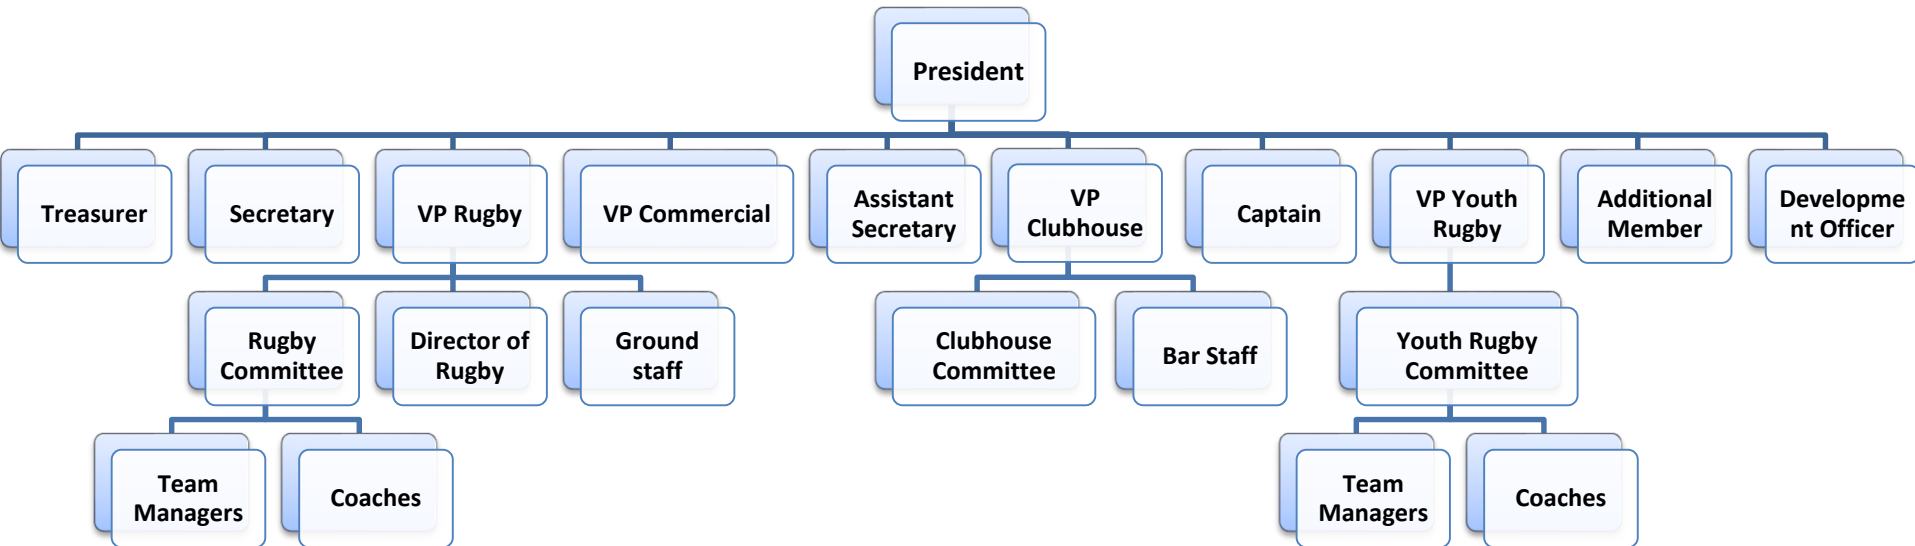 President
Treasurer
Secretary
VP Rugby
VP Commercial
Assistant
Secretary
VP
Clubhouse
Captain
VP Youth
Rugby
Additional
Member
Developme
nt Officer
Rugby
Committee
Director of
Rugby
Ground
staff
Clubhouse
Committee
Bar Staff
Youth Rugby
Committee
Team
Managers
Coaches
Team
Managers
Coaches